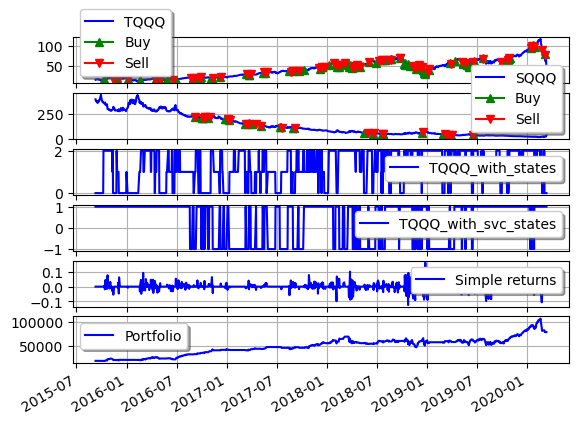 TQQQ
Buy
Sell
100
50
SQQQ
Buy
Sell
250
0
2
0
TQQQ_with_states
1
0
−1
TQQQ_with_svc_states
0.1
0.0
−0.1
Simple returns
100000
50000
Portfolio
2015-07
2016-01
2016-07
2017-01
2017-07
2018-01
2018-07
2019-01
2019-07
2020-01